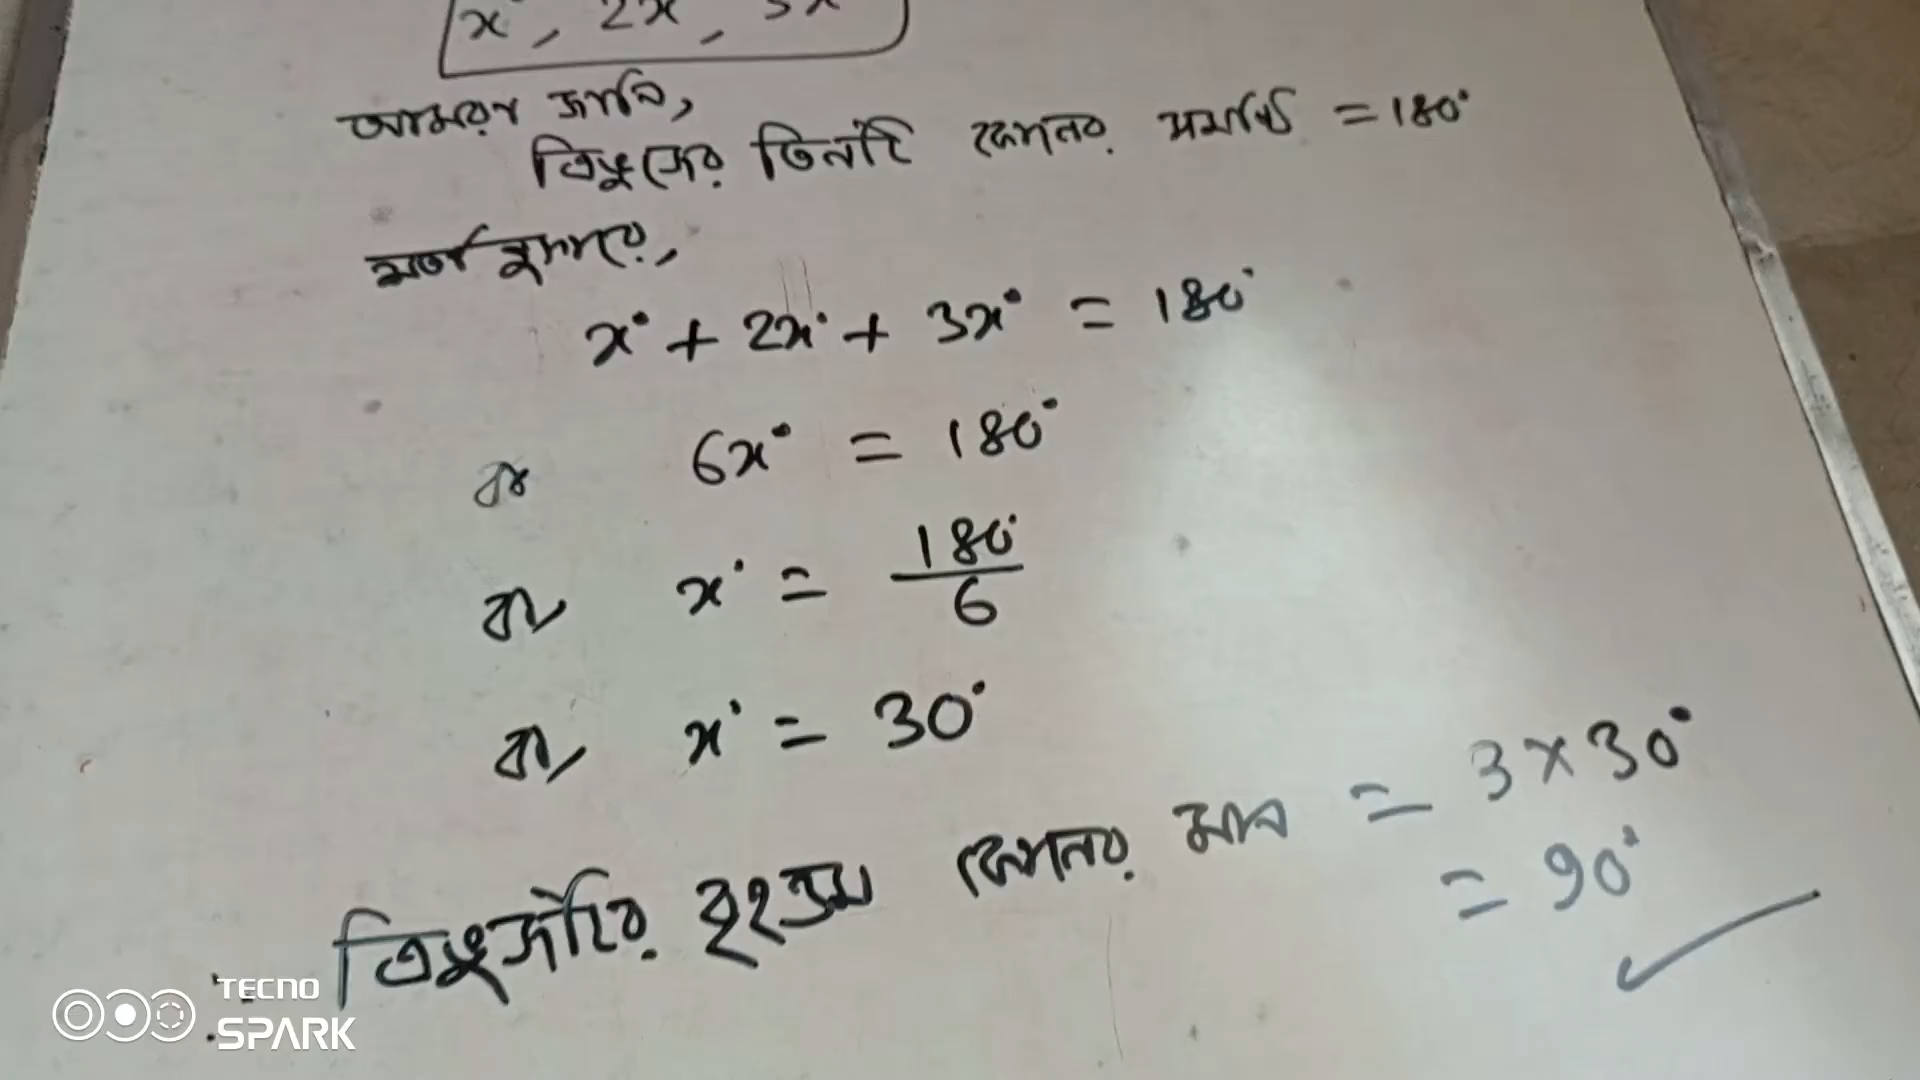 x°, 2x, 3x
আমরা জানি,
ত্রিভুজের তিনটি কোনের সমষ্টি = 180°
শর্তানুসারে,
x° + 2x° + 3x° = 180°
বা 6x° = 180°
বা, x° = 180° / 6
বা, x° = 30°
∴ ত্রিভুজটির বৃহত্তম কোনের মান = 3 × 30°
= 90°
TECNO
SPARK